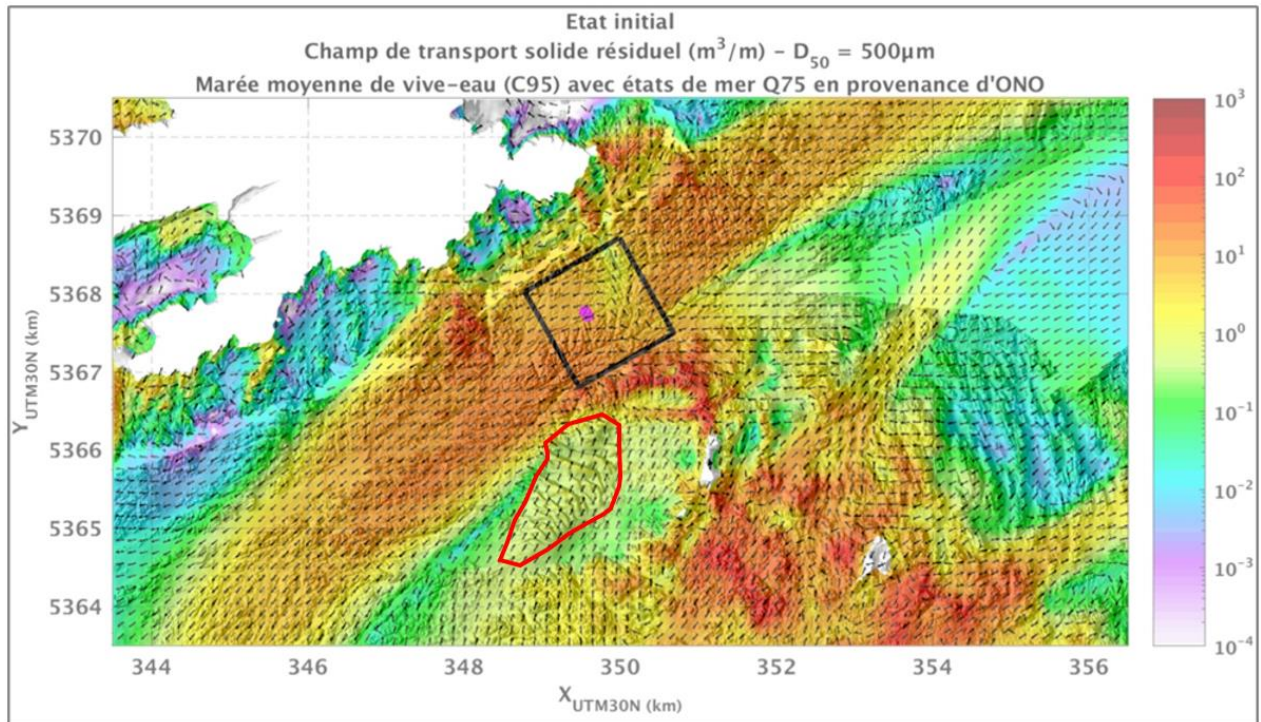 Etat initial
Champ de transport solide résiduel (m³/m) – D₅₀ = 500µm
Marée moyenne de vive-eau (C95) avec états de mer Q75 en provenance d'ONO
5370
5369
5368
5367
5366
5365
5364
Y_UTM30N (km)
344 346 348 350 352 354 356
X_UTM30N (km)
10³
10²
10¹
10⁰
10⁻¹
10⁻²
10⁻³
10⁻⁴